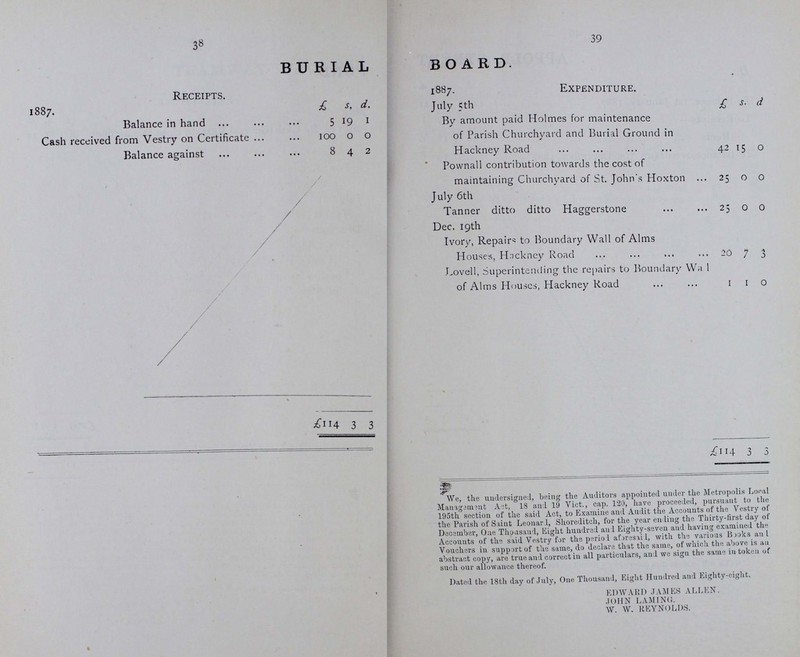 38
BURIAL
RECEIPTS.
1887. £ s, d.
Balance in hand ... ... ... 5 19 1
Cash received from Vestry on Certificate ... ... 100 0 0
Balance against ... ... ... 8 4 2
£114 3 3
39
BOARD.
1887. EXPENDITURE.
July 5th £ s. d
By amount paid Holmes for maintenance
of Parish Churchyard and Burial Ground in
Hackney Road ... ... ... ... 42 15 0
Pownall contribution towards the cost of
maintaining Churchyard of St. John's Hoxton ... 25 0 0
July 6th
Tanner ditto ditto Haggerstone ... ... 25 0 0
Dec. 19th
Ivory, Repairs to Boundary Wall of Alms
Houses, Hackney Road ... ... ... ... 20 7 3
Lovell, Superintending the repairs to Boundary Wa l
of Alms Houses, Hackney Road ... ... 1 1 0
£114 3 3
We, the undersigned, being the Auditors appointed under the Metropolis Local
Management Act, 18 and 19 Vict., cap. 120, have proceeded, pursuant to the
195th section of the said Act, to Examine and Audit the Accounts of the Vestry of
the Parish of Saint Leonard, Shoreditch, for the year ending the Thirty-first day of
December, One Thousand, Eight hundred and Eighty-seven and having examined the
Accounts of the said Vestry for the period aforesaid, with the various Books and
Vouchers in support of the same, do declare that the same, of which the above is an
abstract copy, are true and correct in all particulars, and we sign the same in token of
such our allowance thereof.
Dated the 18th day of July, One Thousand, Eight Hundred and Eighty-eight.
EDWARD JAMES ALLEN.
JOHN LAMING.
W. W. REYNOLDS.